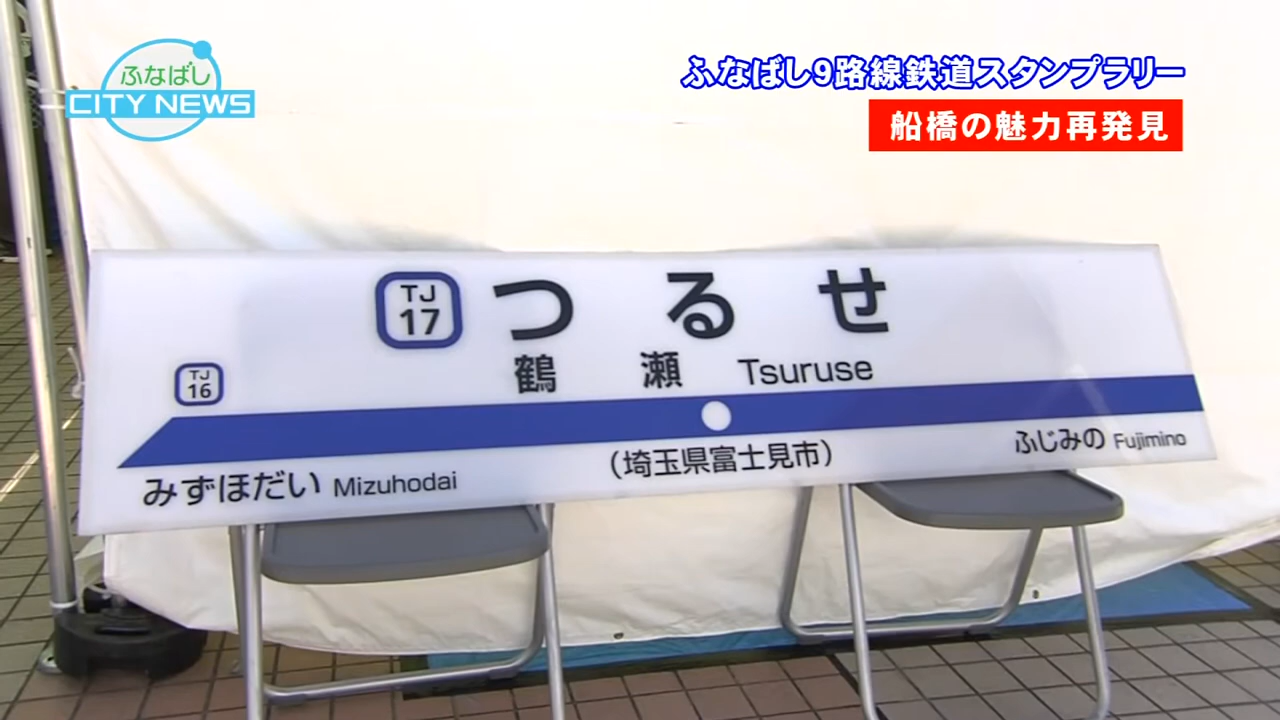 ふなばし
CITY NEWS
ふなばし9路線鉄道スタンプラリー
船橋の魅力再発見
TJ
17
つるせ
鶴瀬 Tsuruse
TJ
16
みずほだい Mizuhodai
(埼玉県富士見市)
ふじみの Fujimino